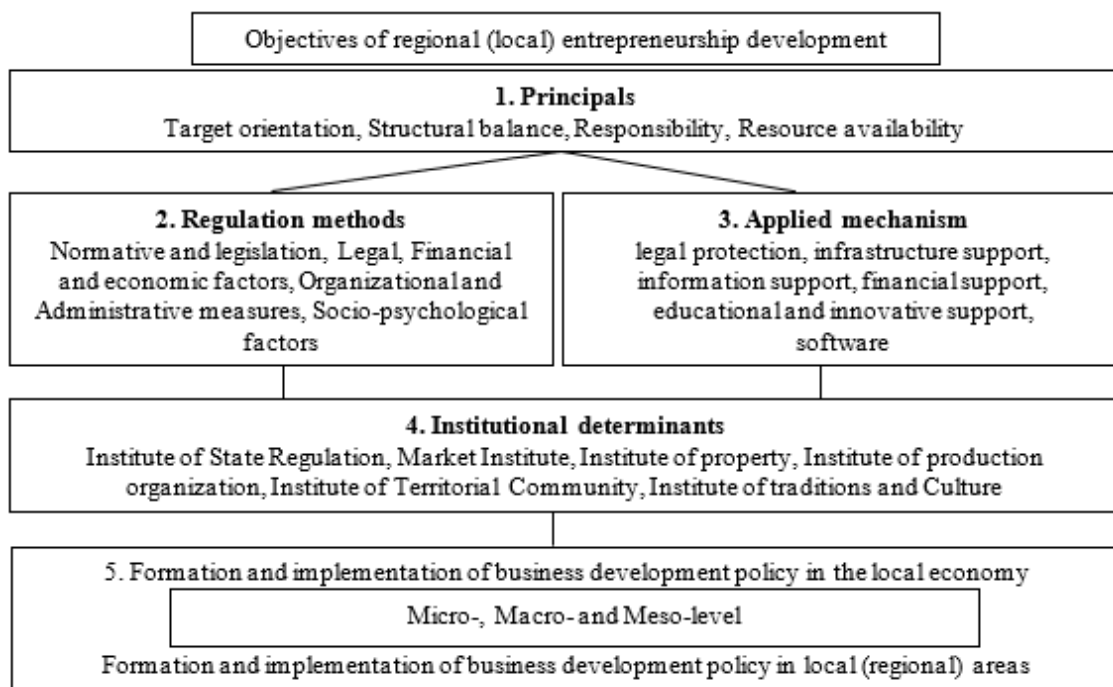 Objectives of regional (local) entrepreneurship development
1. Principals
Target orientation, Structural balance, Responsibility, Resource availability
2. Regulation methods
Normative and legislation, Legal, Financial
and economic factors, Organizational and
Administrative measures, Socio-psychological
factors
3. Applied mechanism
legal protection, infrastructure support,
information support, financial support,
educational and innovative support,
software
4. Institutional determinants
Institute of State Regulation, Market Institute, Institute of property, Institute of production
organization, Institute of Territorial Community, Institute of traditions and Culture
5. Formation and implementation of business development policy in the local economy
Micro-, Macro- and Meso-level
Formation and implementation of business development policy in local (regional) areas